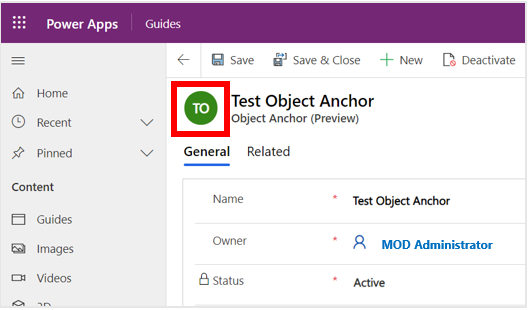 Power Apps Guides
Save Save & Close New Deactivate
Home
Recent
Pinned
Content
Guides
Images
Videos
3D
TO
Test Object Anchor
Object Anchor (Preview)
General Related
Name * Test Object Anchor
Owner * MOD Administrator
Status * Active